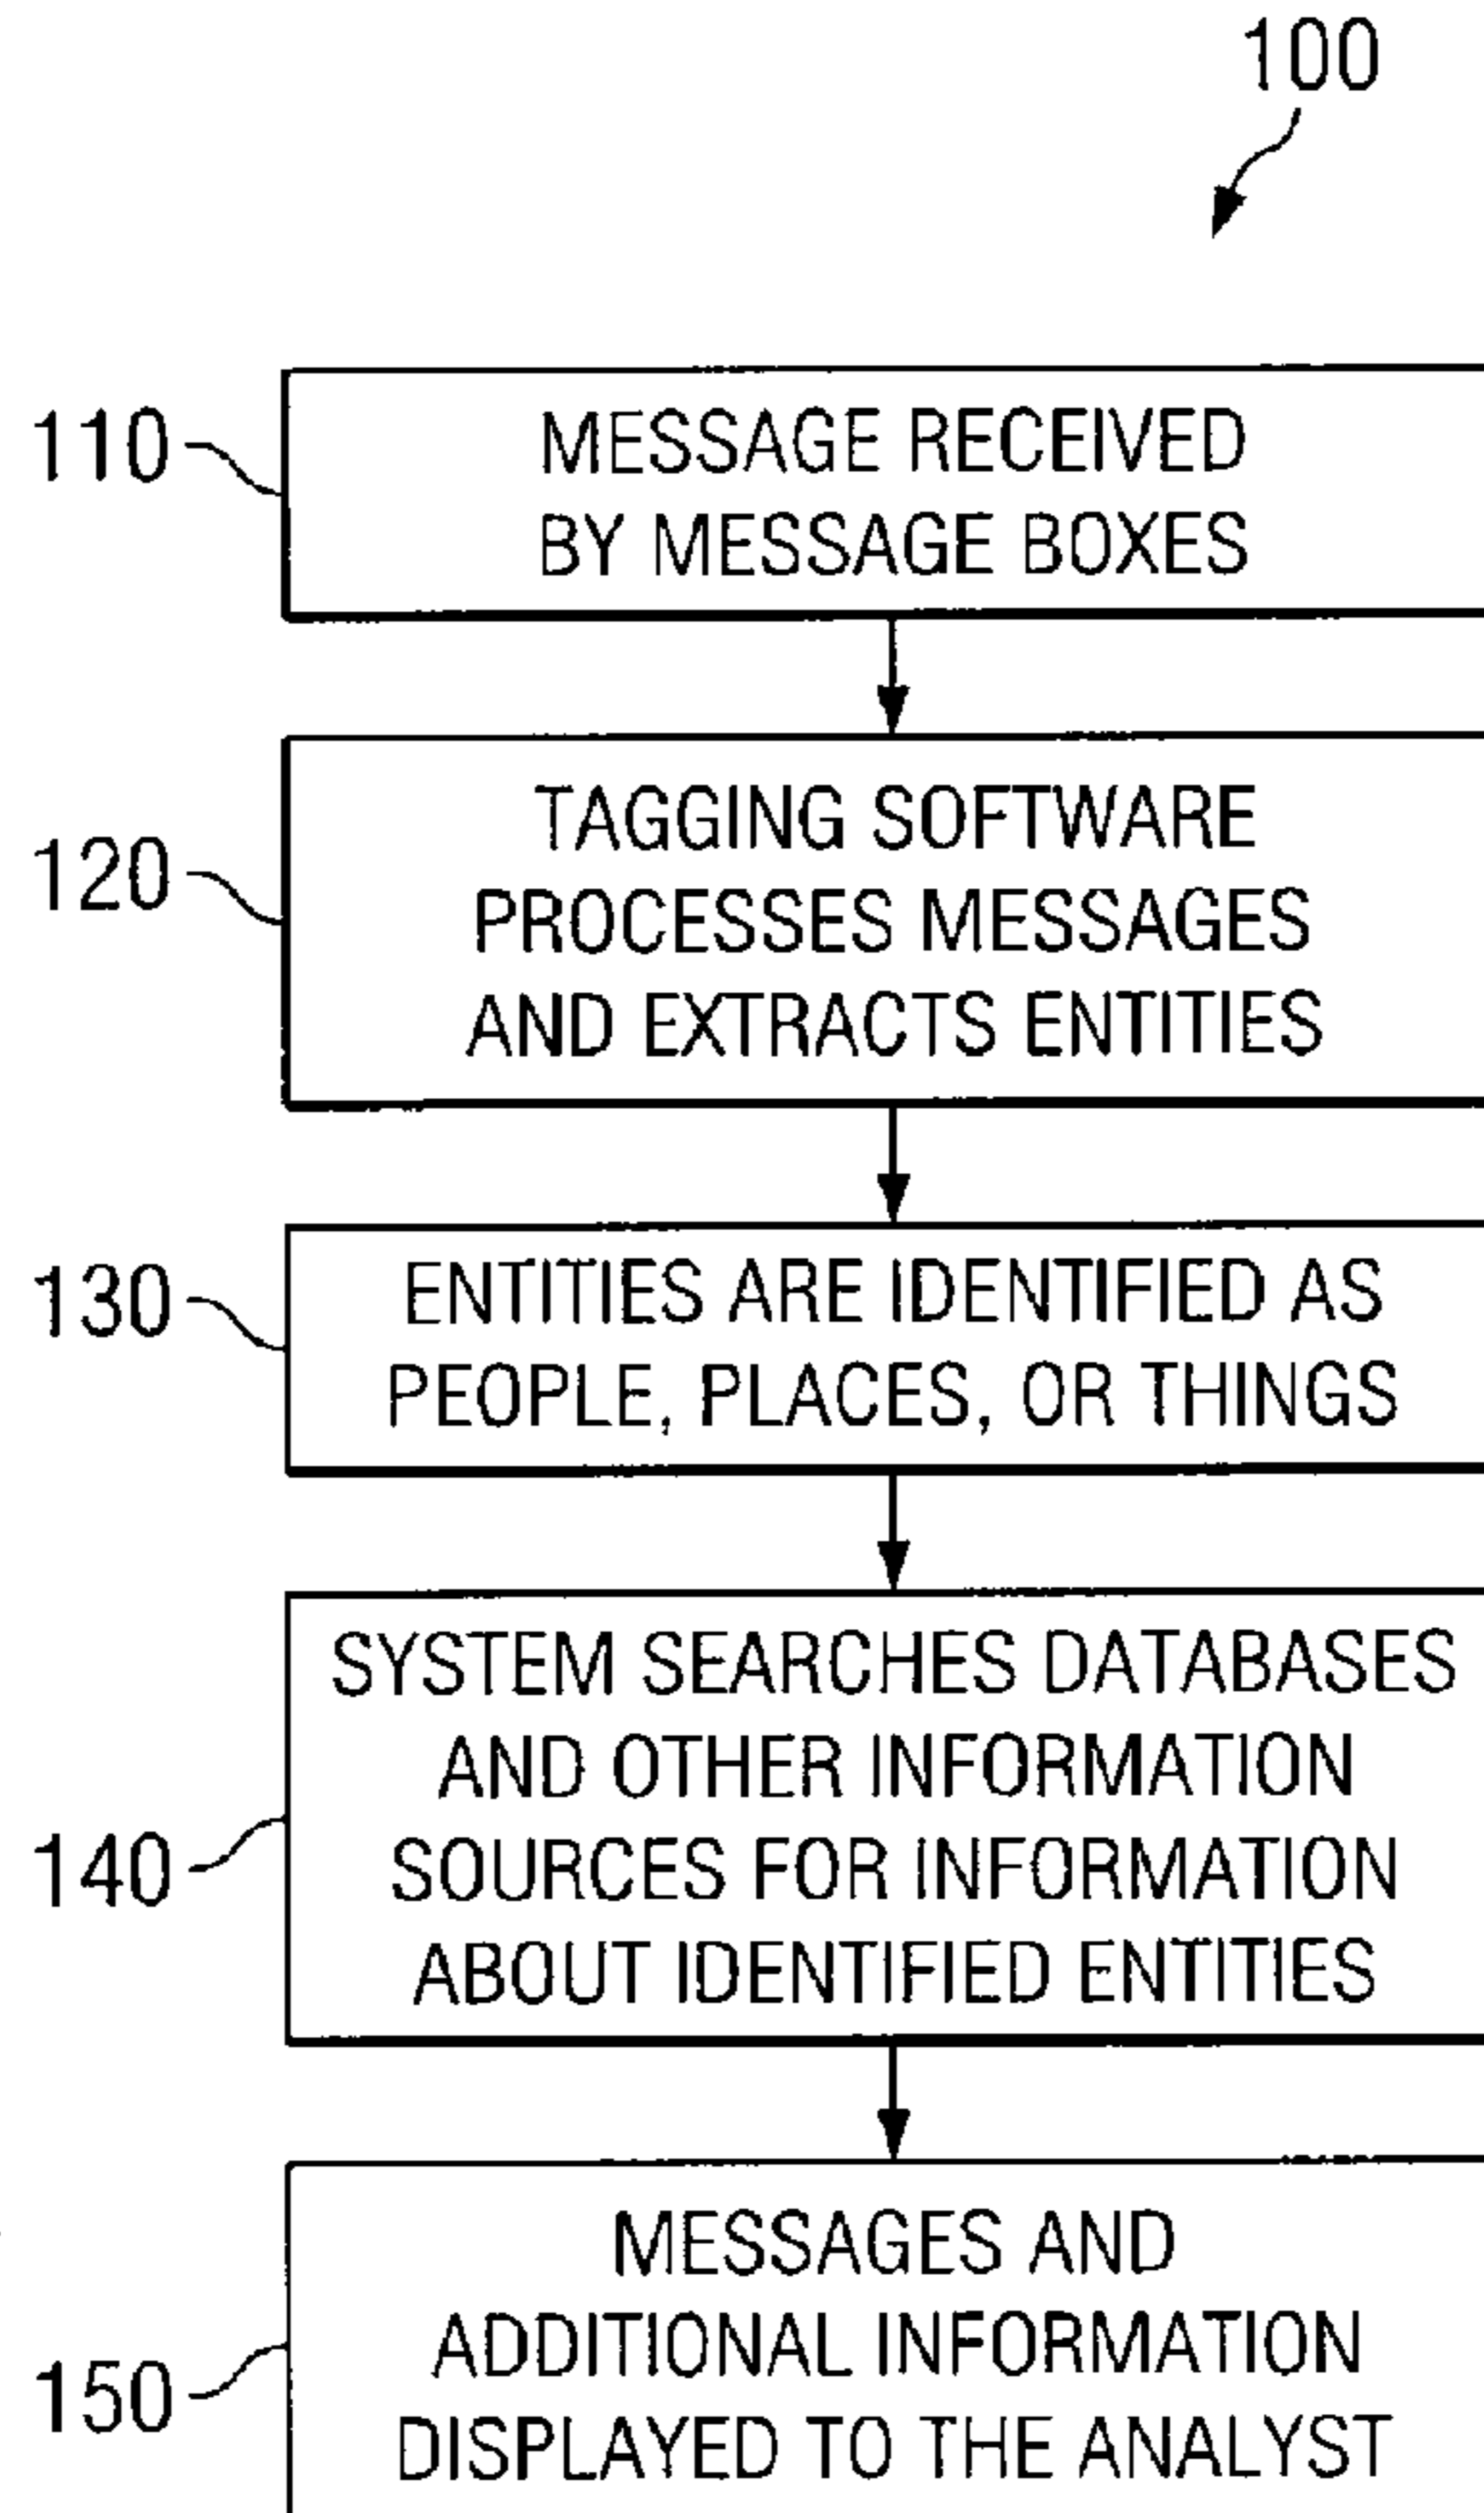 100
110
MESSAGE RECEIVED
BY MESSAGE BOXES
120
TAGGING SOFTWARE
PROCESSES MESSAGES
AND EXTRACTS ENTITIES
130
ENTITIES ARE IDENTIFIED AS
PEOPLE, PLACES, OR THINGS
140
SYSTEM SEARCHES DATABASES
AND OTHER INFORMATION
SOURCES FOR INFORMATION
ABOUT IDENTIFIED ENTITIES
150
MESSAGES AND
ADDITIONAL INFORMATION
DISPLAYED TO THE ANALYST